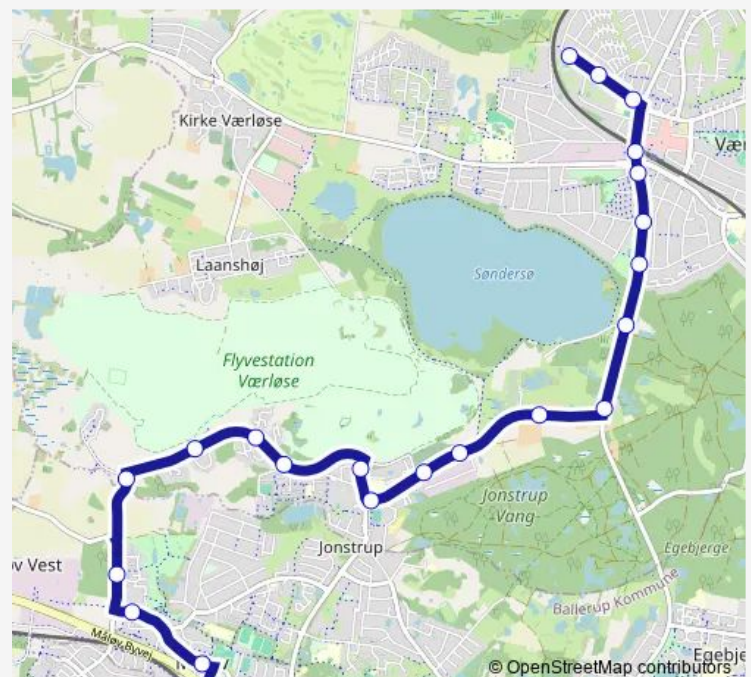 Kirke Værløse
Vær
Laanshøj
Søndersø
Flyvestation
Værløse
Jonstrup
Vang
Jonstrup
Egebjerge
øv Vest
Ballerup Kommune
Måløv Byvej
Egebje
© OpenStreetMap contributors